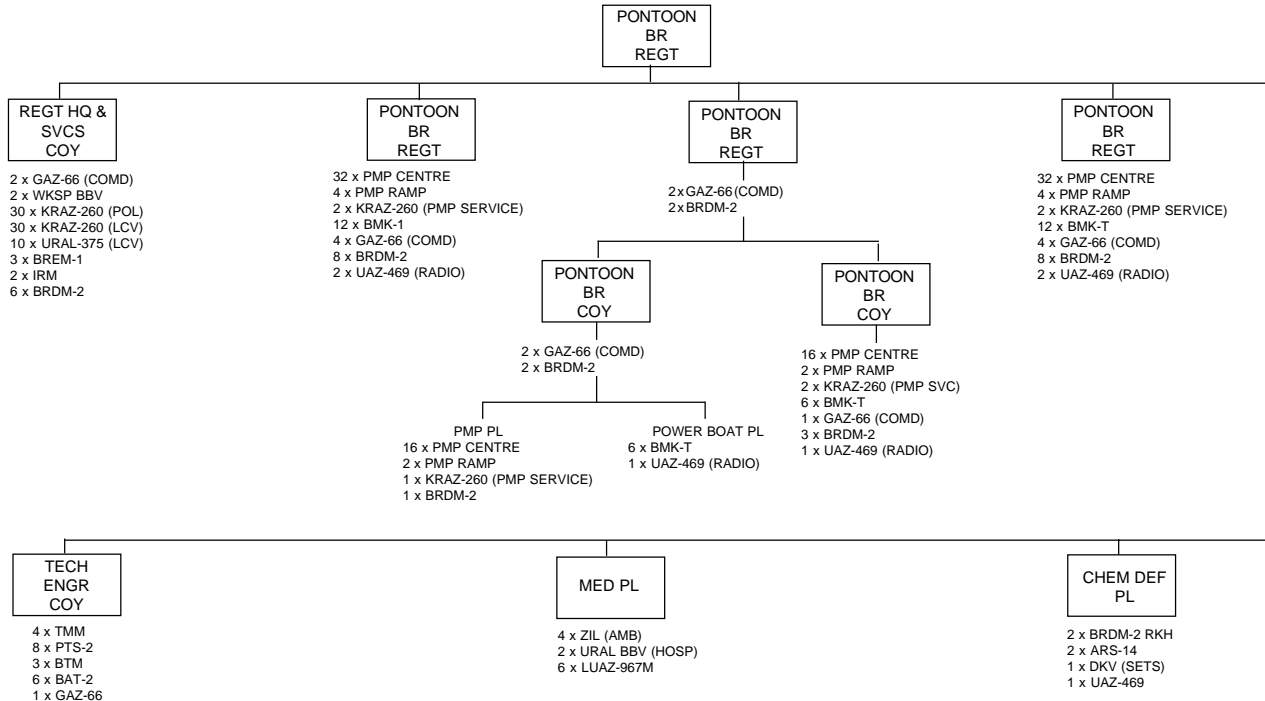 PONTOON
BR
REGT
REGT HQ &
SVCS
COY
2 x GAZ-66 (COMD)
2 x WKSP BBV
30 x KRAZ-260 (POL)
30 x KRAZ-260 (LCV)
10 x URAL-375 (LCV)
3 x BREM-1
2 x IRM
6 x BRDM-2
PONTOON
BR
REGT
32 x PMP CENTRE
4 x PMP RAMP
2 x KRAZ-260 (PMP SERVICE)
12 x BMK-1
4 x GAZ-66 (COMD)
8 x BRDM-2
2 x UAZ-469 (RADIO)
PONTOON
BR
REGT
2 x GAZ-66 (COMD)
2 x BRDM-2
PONTOON
BR
COY
2 x GAZ-66 (COMD)
2 x BRDM-2
PMP PL
16 x PMP CENTRE
2 x PMP RAMP
1 x KRAZ-260 (PMP SERVICE)
1 x BRDM-2
POWER BOAT PL
6 x BMK-T
1 x UAZ-469 (RADIO)
PONTOON
BR
COY
16 x PMP CENTRE
2 x PMP RAMP
2 x KRAZ-260 (PMP SVC)
6 x BMK-T
1 x GAZ-66 (COMD)
3 x BRDM-2
1 x UAZ-469 (RADIO)
PONTOON
BR
REGT
32 x PMP CENTRE
4 x PMP RAMP
2 x KRAZ-260 (PMP SERVICE)
12 x BMK-T
4 x GAZ-66 (COMD)
8 x BRDM-2
2 x UAZ-469 (RADIO)
TECH
ENGR
COY
4 x TMM
8 x PTS-2
3 x BTM
6 x BAT-2
1 x GAZ-66
MED PL
4 x ZIL (AMB)
2 x URAL BBV (HOSP)
6 x LUAZ-967M
CHEM DEF
PL
2 x BRDM-2 RKH
2 x ARS-14
1 x DKV (SETS)
1 x UAZ-469